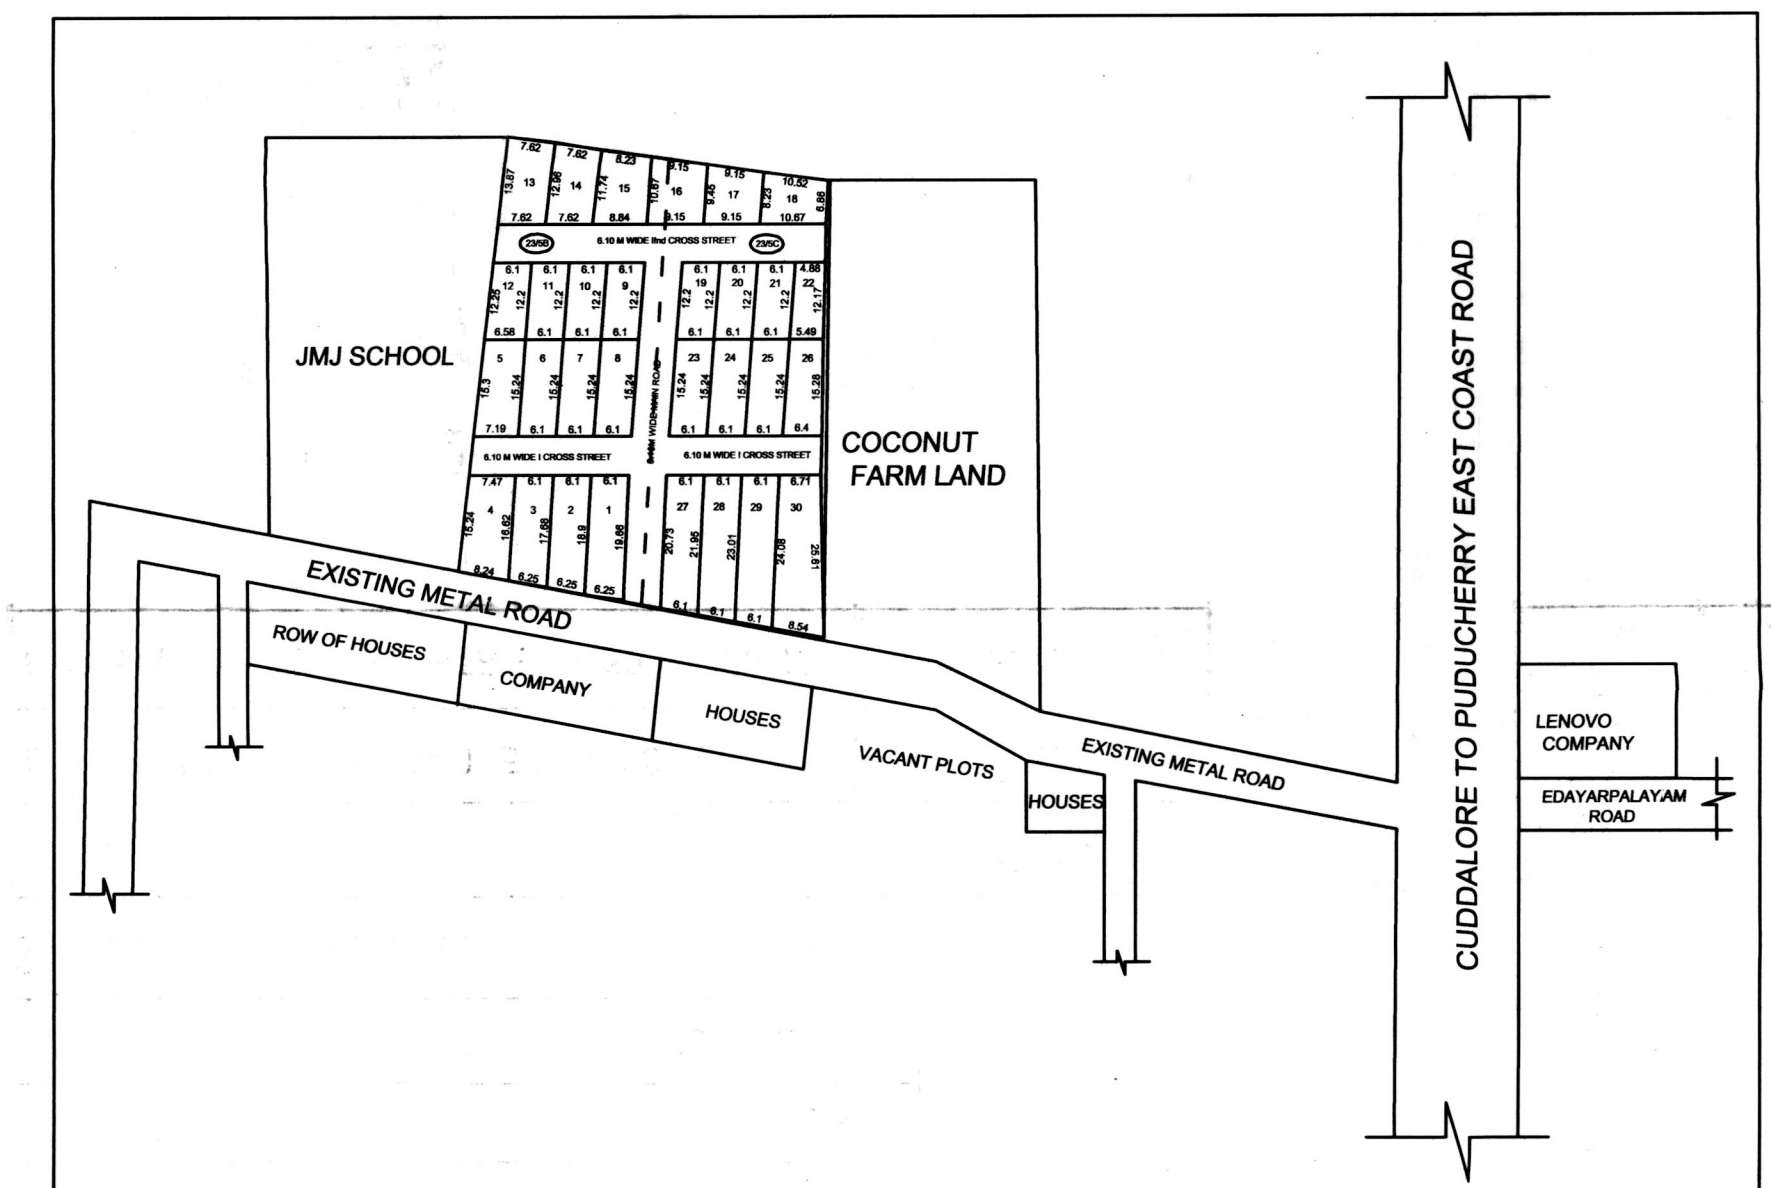 7.62 7.62 8.23 9.15 9.15 10.52
13.87 13 12.96 14 11.74 15 10.67 16 9.45 17 8.23 18 6.86
7.62 7.62 8.84 9.15 9.15 10.67
23/5B 6.10 M WIDE IInd CROSS STREET 23/5C
6.1 6.1 6.1 6.1 6.1 6.1 6.1 4.88
12 11 10 9 19 20 21 22
12.25 12.2 12.2 12.2 12.2 12.2 12.2 12.2 12.2 12.17
6.58 6.1 6.1 6.1 6.1 6.1 6.1 5.49
5 6 7 8 23 24 25 26
15.3 15.24 15.24 15.24 15.24 15.24 15.24 15.24 15.24 15.28
7.19 6.1 6.1 6.1 6.1 6.1 6.1 6.4
WIDE MAIN ROAD
6.10 M WIDE I CROSS STREET
6.10 M WIDE I CROSS STREET
7.47 6.1 6.1 6.1 6.1 6.1 6.1 6.71
4 3 2 1 27 28 29 30
15.24 16.62 17.68 18.9 19.66 20.73 21.95 23.01 24.08 25.61
8.24 6.25 6.25 6.25 6.1 6.1 6.1 8.54
JMJ SCHOOL
COCONUT
FARM LAND
EXISTING METAL ROAD
ROW OF HOUSES
COMPANY
HOUSES
VACANT PLOTS
EXISTING METAL ROAD
HOUSES
CUDDALORE TO PUDUCHERRY EAST COAST ROAD
LENOVO
COMPANY
EDAYARPALAYAM
ROAD